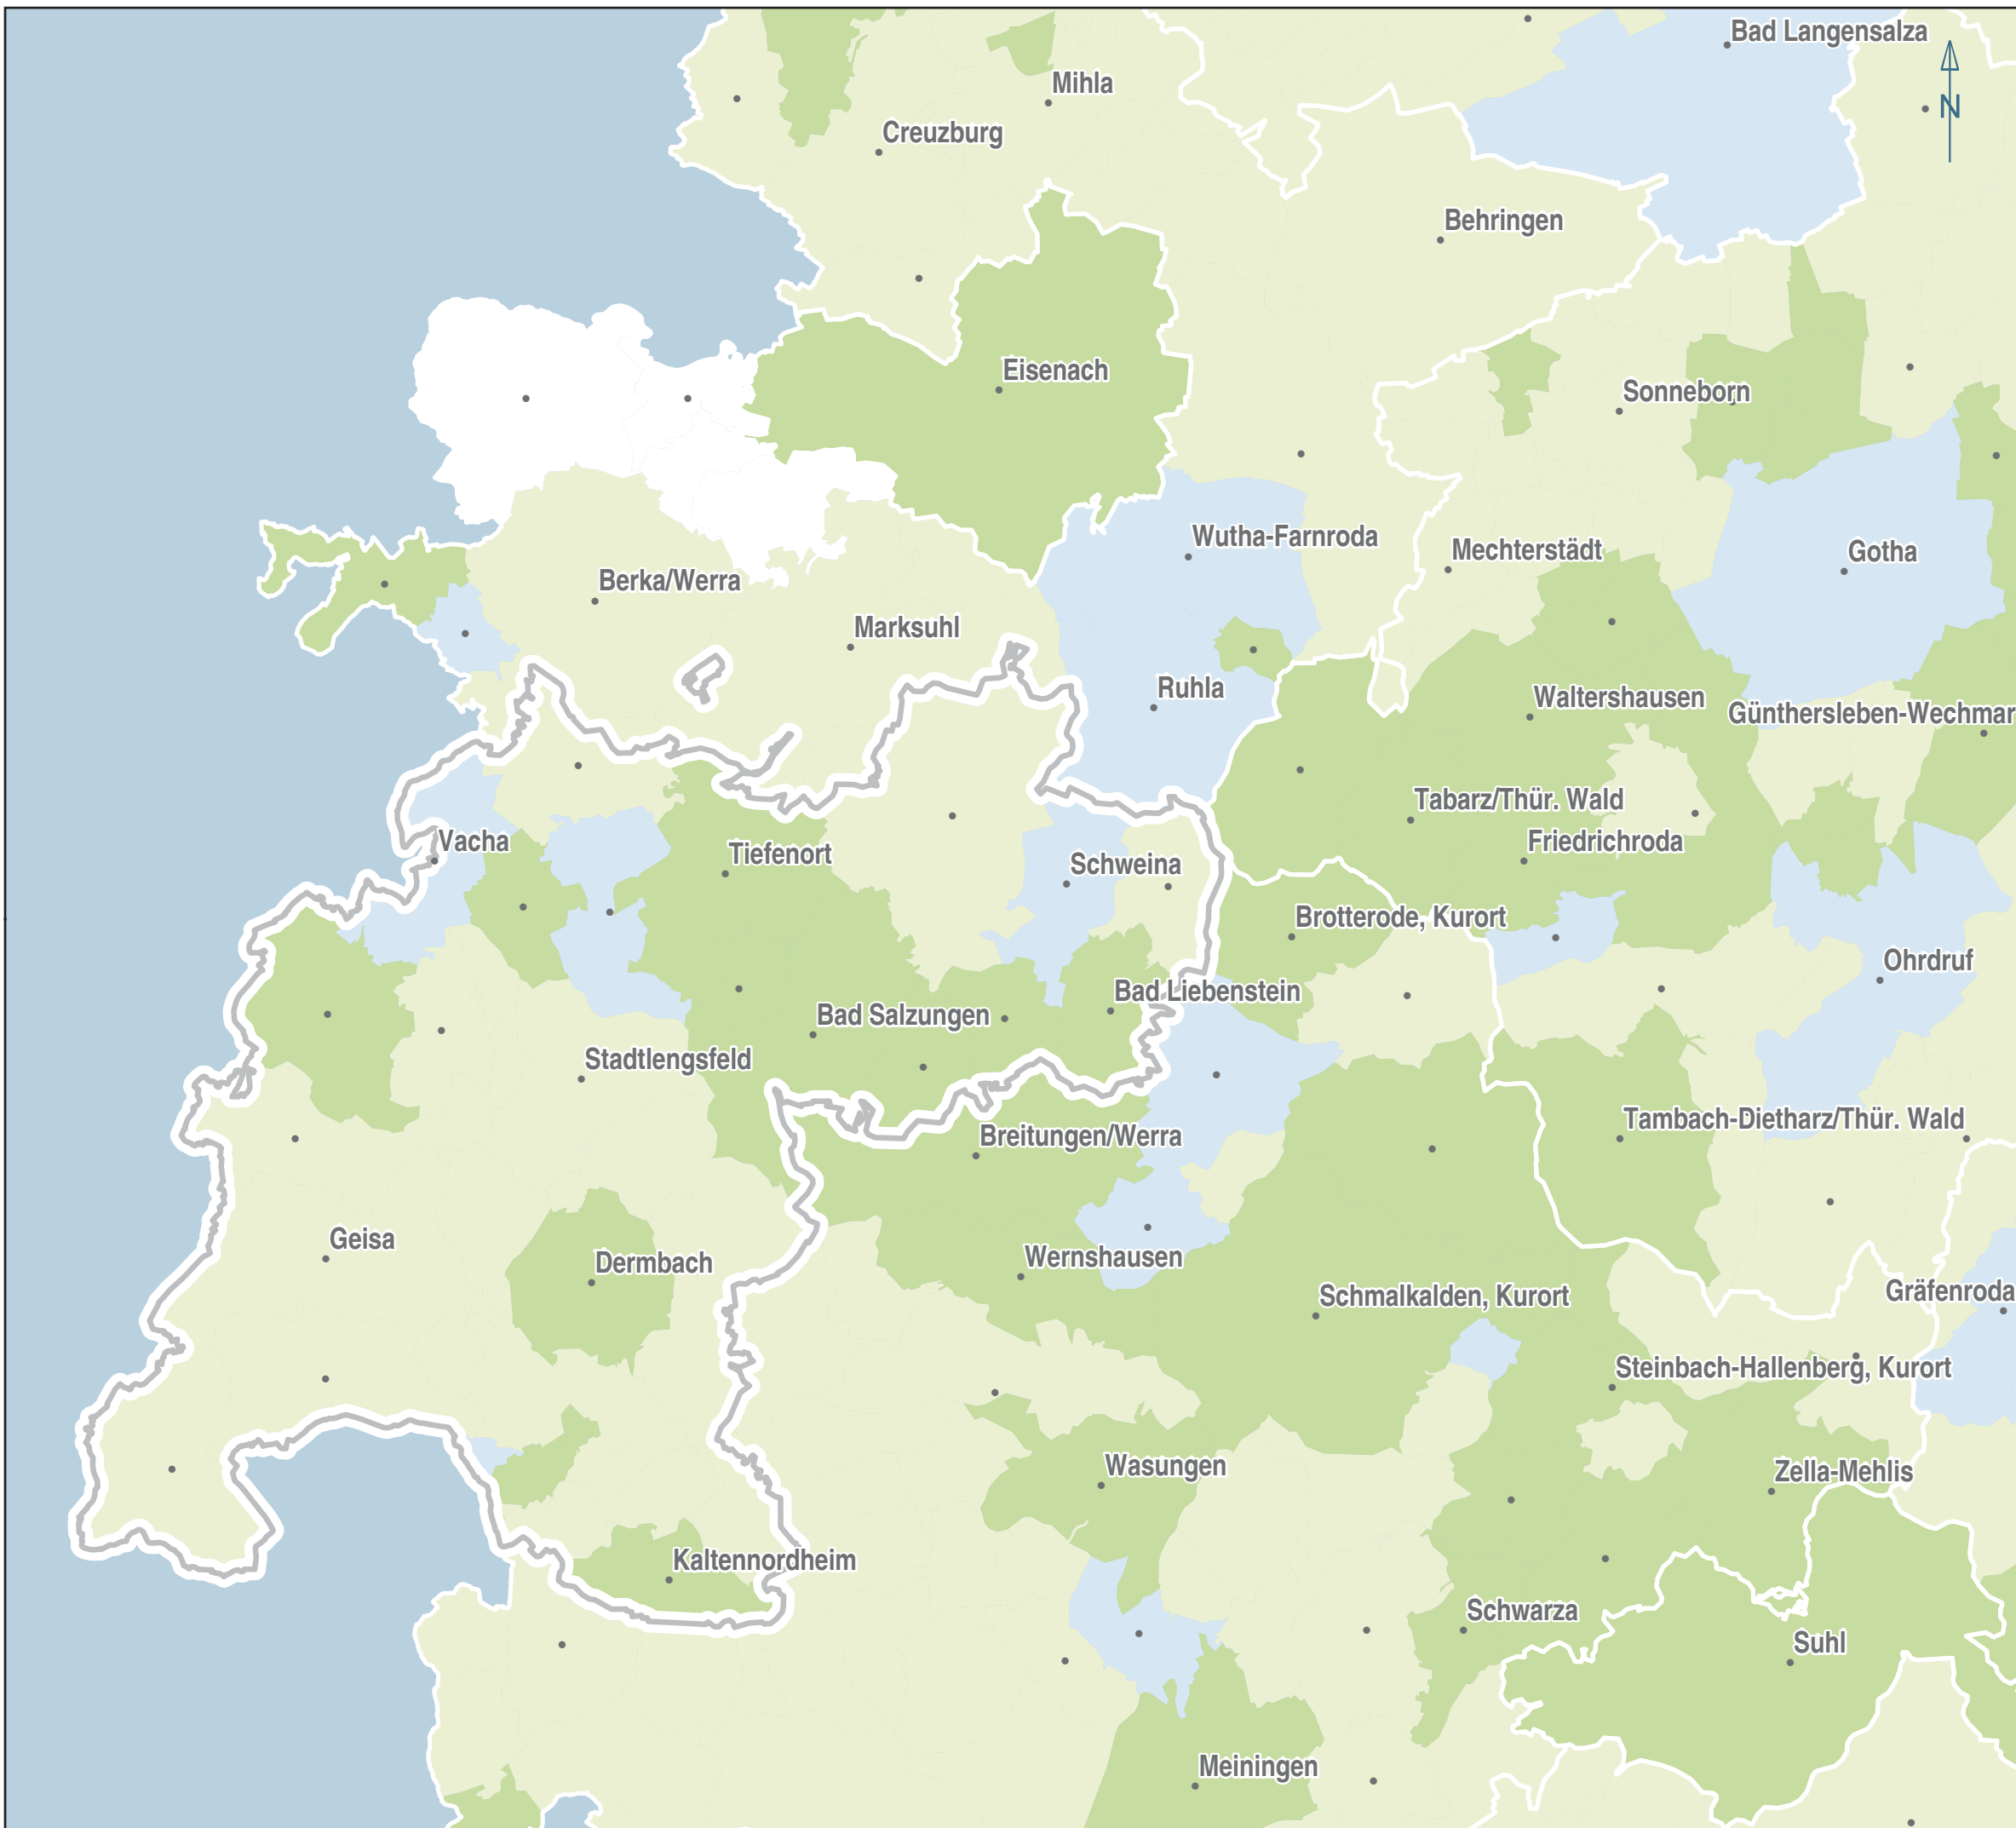 Bad Langensalza
Mihla
N
Creuzburg
Behringen
Eisenach
Sonneborn
Wutha-Farnroda
Mechterstädt
Gotha
Berka/Werra
Marksuhl
Ruhla
Waltershausen
Günthersleben-Wechmar
Tabarz/Thür. Wald
Vacha
Friedrichroda
Tiefenort
Schweina
Brotterode, Kurort
Ohrdruf
Bad Liebenstein
Bad Salzungen
Stadtlengsfeld
Tambach-Dietharz/Thür. Wald
Breitungen/Werra
Geisa
Wernshausen
Dermbach
Gräfenroda
Schmalkalden, Kurort
Steinbach-Hallenberg, Kurort
Wasungen
Zella-Mehlis
Kaltennordheim
Schwarza
Suhl
Meiningen